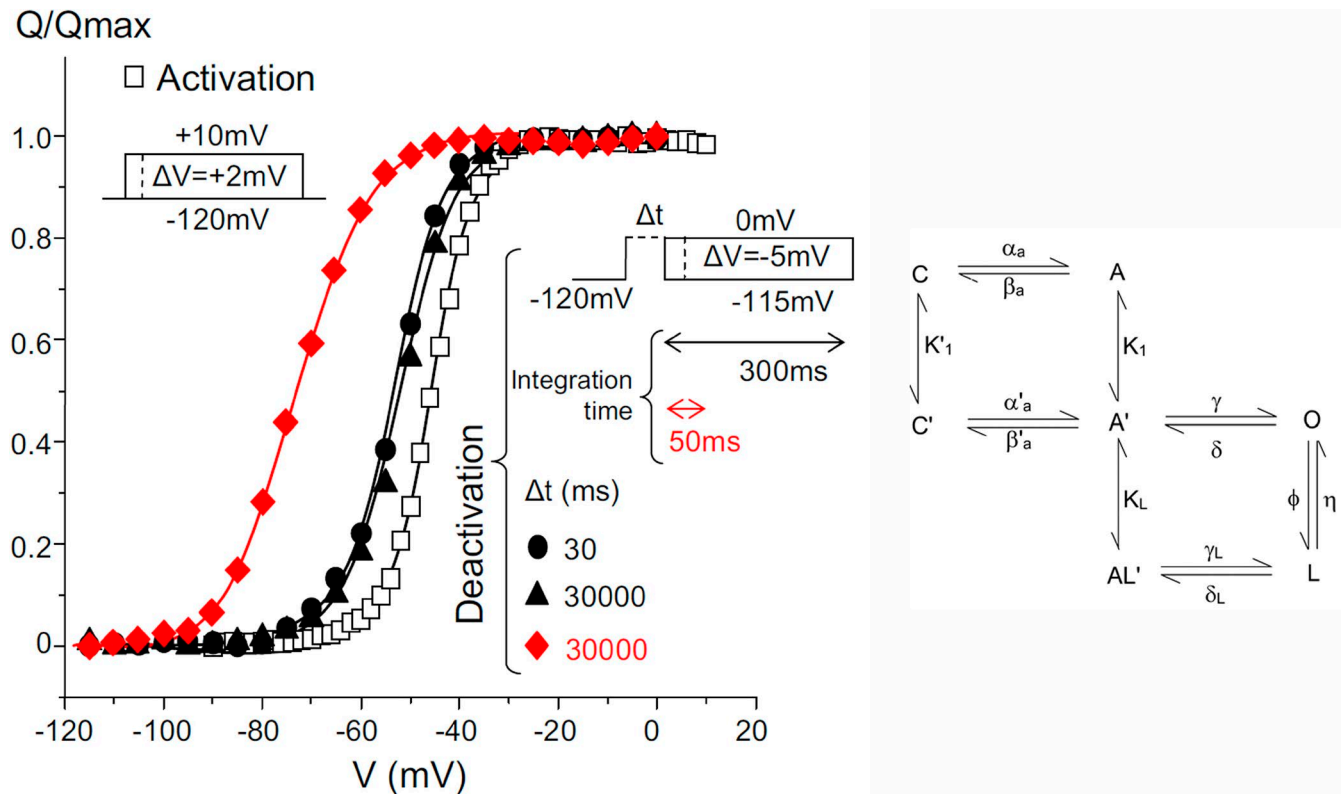 Q/Qmax
□ Activation
+10mV
ΔV=+2mV
-120mV
Δt
0mV
ΔV=-5mV
-120mV
-115mV
Integration
time
300ms
50ms
Deactivation
Δt (ms)
30
30000
30000
1.0
0.8
0.6
0.4
0.2
0
-120
-100
-80
-60
-40
-20
0
20
V (mV)
C
αa
βa
A
K'1
K1
C'
α'a
β'a
A'
γ
δ
O
KL
ϕ
η
AL'
γL
δL
L